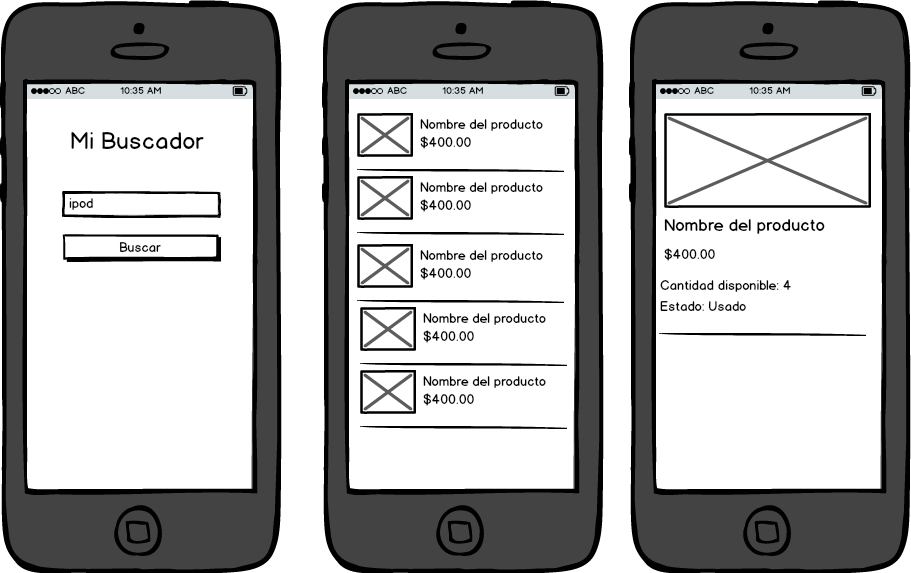 ABC 10:35 AM
Mi Buscador
ipod
Buscar
ABC 10:35 AM
Nombre del producto
$400.00
Nombre del producto
$400.00
Nombre del producto
$400.00
Nombre del producto
$400.00
Nombre del producto
$400.00
ABC 10:35 AM
Nombre del producto
$400.00
Cantidad disponible: 4
Estado: Usado